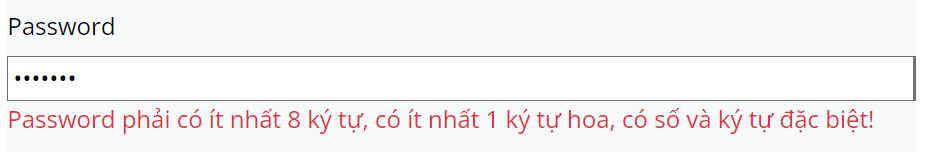 Password
•••••••
Password phải có ít nhất 8 ký tự, có ít nhất 1 ký tự hoa, có số và ký tự đặc biệt!